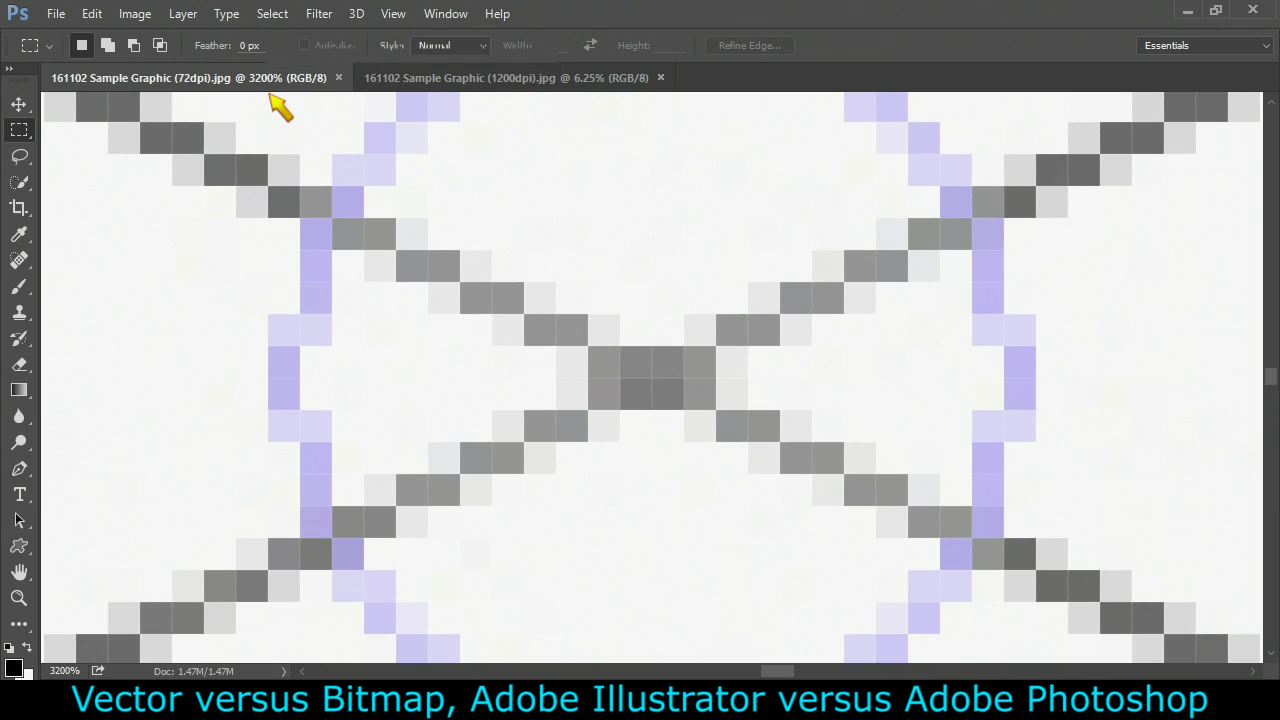 Ps File Edit Image Layer Type Select Filter 3D View Window Help
Feather: 0 px Style: Normal Width: Height: Refine Edge... Essentials
161102 Sample Graphic (72dpi).jpg @ 3200% (RGB/8) × 161102 Sample Graphic (1200dpi).jpg @ 6.25% (RGB/8) ×
3200% Doc: 1.47M/1.47M
Vector versus Bitmap, Adobe Illustrator versus Adobe Photoshop